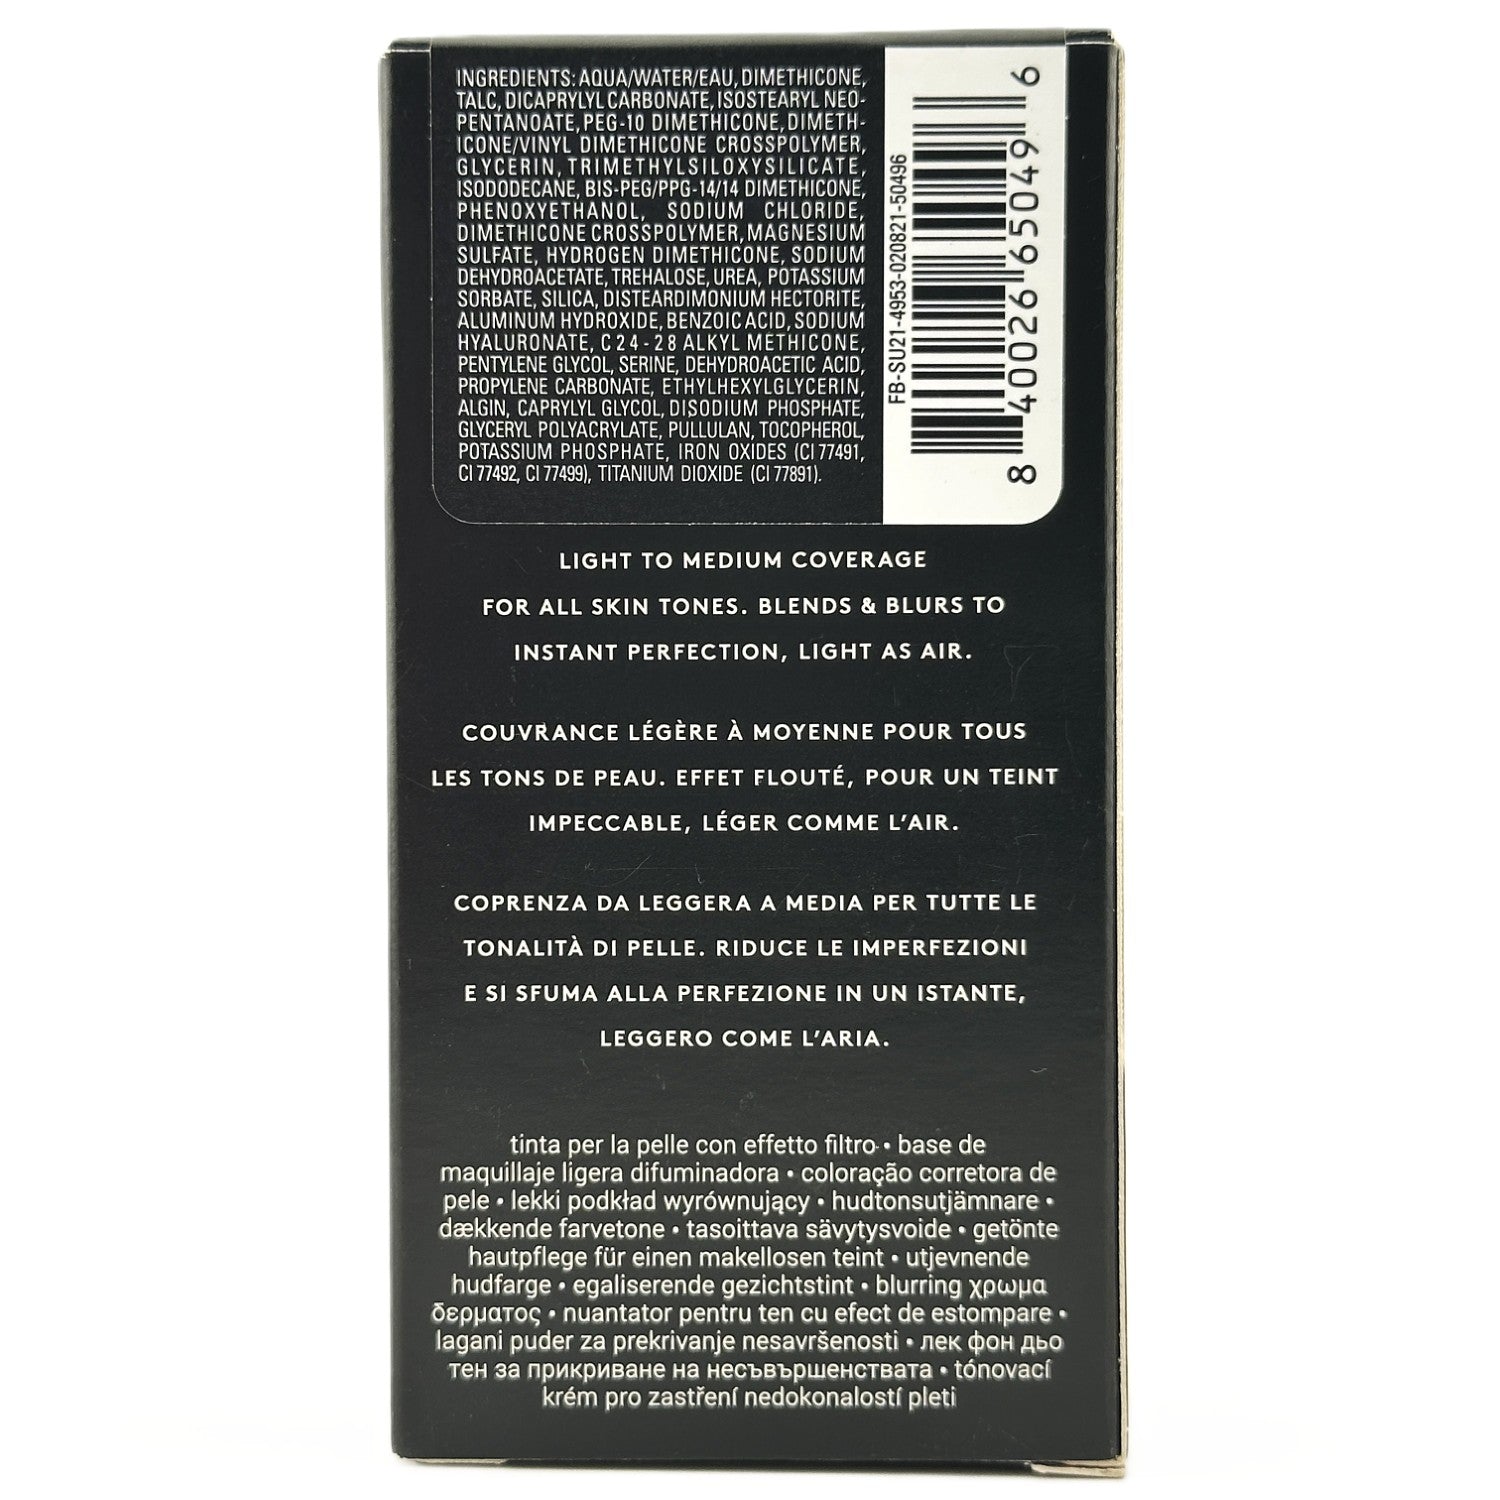 INGREDIENTS: AQUA/WATER/EAU, DIMETHICONE,
TALC, DICAPRYLYL CARBONATE, ISOSTEARYL NEO-
PENTANOATE, PEG-10 DIMETHICONE, DIMETH-
ICONE/VINYL DIMETHICONE CROSSPOLYMER,
GLYCERIN, TRIMETHYLSILOXYSILICATE,
ISODODECANE, BIS-PEG/PPG-14/14 DIMETHICONE,
PHENOXYETHANOL, SODIUM CHLORIDE,
DIMETHICONE CROSSPOLYMER, MAGNESIUM
SULFATE, HYDROGEN DIMETHICONE, SODIUM
DEHYDROACETATE, TREHALOSE, UREA, POTASSIUM
SORBATE, SILICA, DISTEARDIMONIUM HECTORITE,
ALUMINUM HYDROXIDE, BENZOIC ACID, SODIUM
HYALURONATE, C24-28 ALKYL METHICONE,
PENTYLENE GLYCOL, SERINE, DEHYDROACETIC ACID,
PROPYLENE CARBONATE, ETHYLHEXYLGLYCERIN,
ALGIN, CAPRYLYL GLYCOL, DISODIUM PHOSPHATE,
GLYCERYL POLYACRYLATE, PULLULAN, TOCOPHEROL,
POTASSIUM PHOSPHATE, IRON OXIDES (CI 77491,
CI 77492, CI 77499), TITANIUM DIOXIDE (CI 77891).
FB-SU21-4953-020821-50496
8 40026 65049 6
LIGHT TO MEDIUM COVERAGE
FOR ALL SKIN TONES. BLENDS & BLURS TO
INSTANT PERFECTION, LIGHT AS AIR.
COUVRANCE LÉGÈRE À MOYENNE POUR TOUS
LES TONS DE PEAU. EFFET FLOUTÉ, POUR UN TEINT
IMPECCABLE, LÉGER COMME L'AIR.
COPRENZA DA LEGGERA A MEDIA PER TUTTE LE
TONALITÀ DI PELLE. RIDUCE LE IMPERFEZIONI
E SI SFUMA ALLA PERFEZIONE IN UN ISTANTE,
LEGGERO COME L'ARIA.
tinta per la pelle con effetto filtro • base de
maquillaje ligera difuminadora • coloração corretora de
pele • lekki podkład wyrównujący • hudtonsutjämnare •
dækkende farvetone • tasoittava sävytysvoide • getönte
hautpflege für einen makellosen teint • utjevnende
hudfarge • egaliserende gezichtstint • blurring χρωμα
δερματος • nuantator pentru ten cu efect de estompare •
lagani puder za prekrivanje nesavršenosti • лек фон дьо
тен за прикриване на несъвършенствата • tónovací
krém pro zastření nedokonalostí pleti